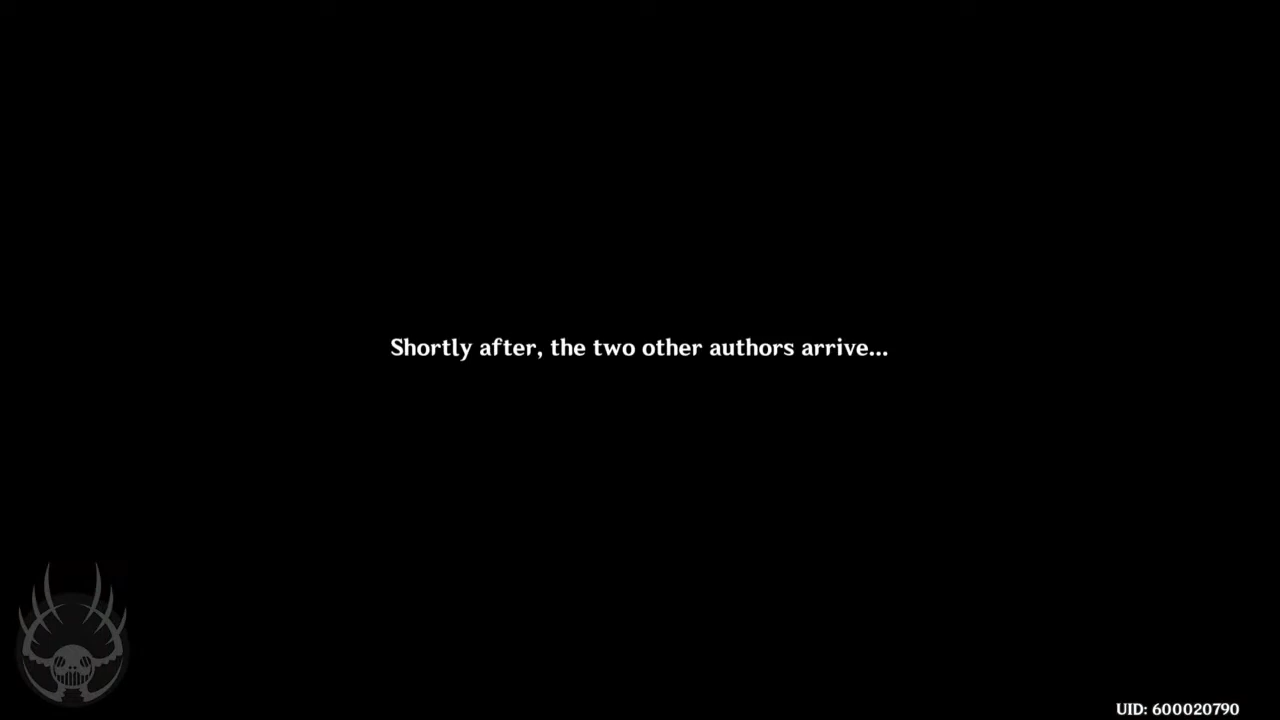 Shortly after, the two other authors arrive...
UID: 600020790